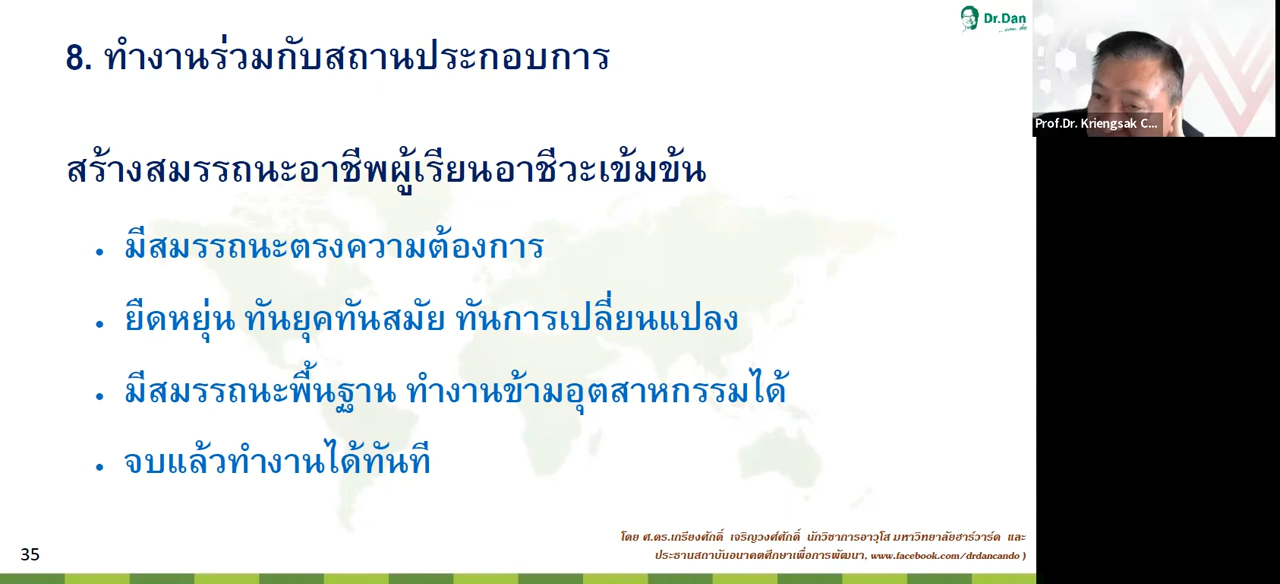 Dr.Dan
8. ทำงานร่วมกับสถานประกอบการ
Prof.Dr. Kriengsak C...
สร้างสมรรถนะอาชีพผู้เรียนอาชีวะเข้มข้น
• มีสมรรถนะตรงความต้องการ
• ยืดหยุ่น ทันยุคทันสมัย ทันการเปลี่ยนแปลง
• มีสมรรถนะพื้นฐาน ทำงานข้ามอุตสาหกรรมได้
• จบแล้วทำงานได้ทันที
โดย ศ.ดร.เกรียงศักดิ์ เจริญวงศ์ศักดิ์ นักวิชาการอาวุโส มหาวิทยาลัยฮาร์วาร์ด และ
ประธานสถาบันอนาคตศึกษาเพื่อการพัฒนา, www.facebook.com/drdancando )
35